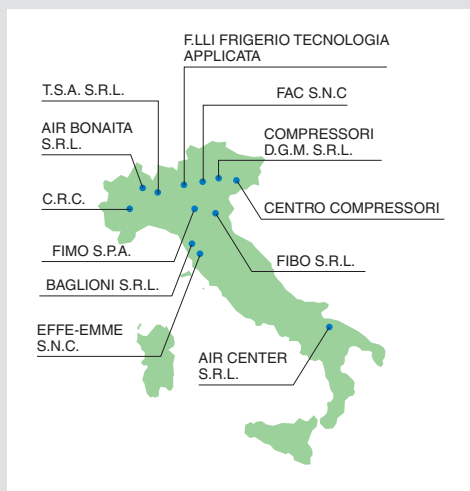 F.LLI FRIGERIO TECNOLOGIA
APPLICATA
T.S.A. S.R.L.
FAC S.N.C
AIR BONAITA
S.R.L.
COMPRESSORI
D.G.M. S.R.L.
C.R.C.
CENTRO COMPRESSORI
FIMO S.P.A.
FIBO S.R.L.
BAGLIONI S.R.L.
EFFE-EMME
S.N.C.
AIR CENTER
S.R.L.